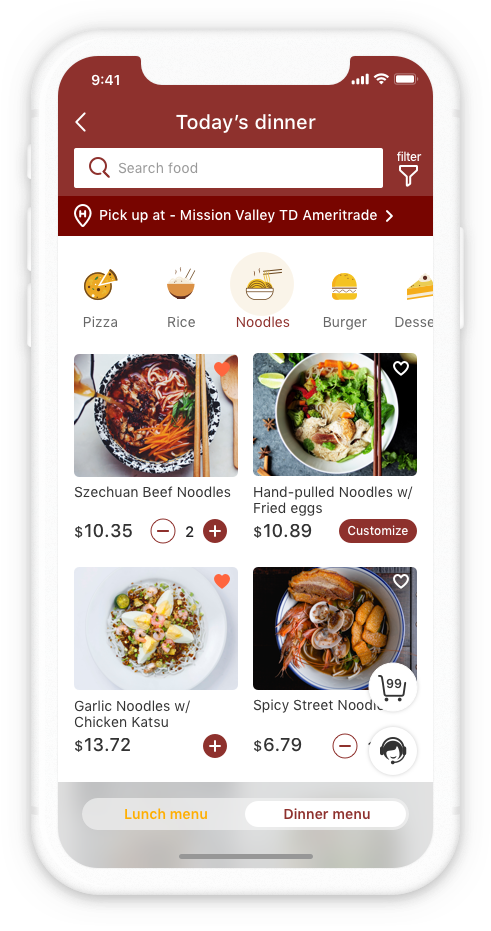 9:41
Today's dinner
Search food
filter
Pick up at - Mission Valley TD Ameritrade
Pizza
Rice
Noodles
Burger
Szechuan Beef Noodles
Hand-pulled Noodles w/
Fried eggs
$10.35
2
$10.89
Customize
Garlic Noodles w/
Chicken Katsu
Spicy Street
99
$13.72
$6.79
Lunch menu
Dinner menu